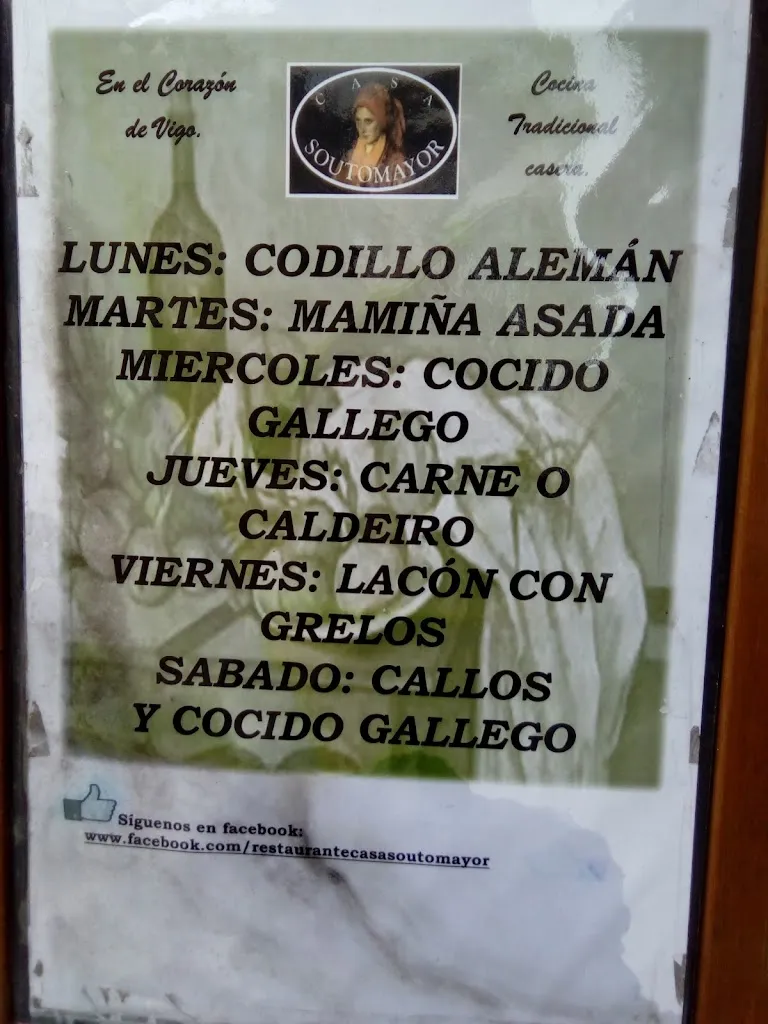 En el Corazón
de Vigo.
CASA
SOUTOMAYOR
Cocina
Tradicional
casera.
LUNES: CODILLO ALEMÁN
MARTES: MAMIÑA ASADA
MIERCOLES: COCIDO
GALLEGO
JUEVES: CARNE O
CALDEIRO
VIERNES: LACÓN CON
GRELOS
SABADO: CALLOS
Y COCIDO GALLEGO
Síguenos en facebook:
www.facebook.com/restaurantecasasoutomayor